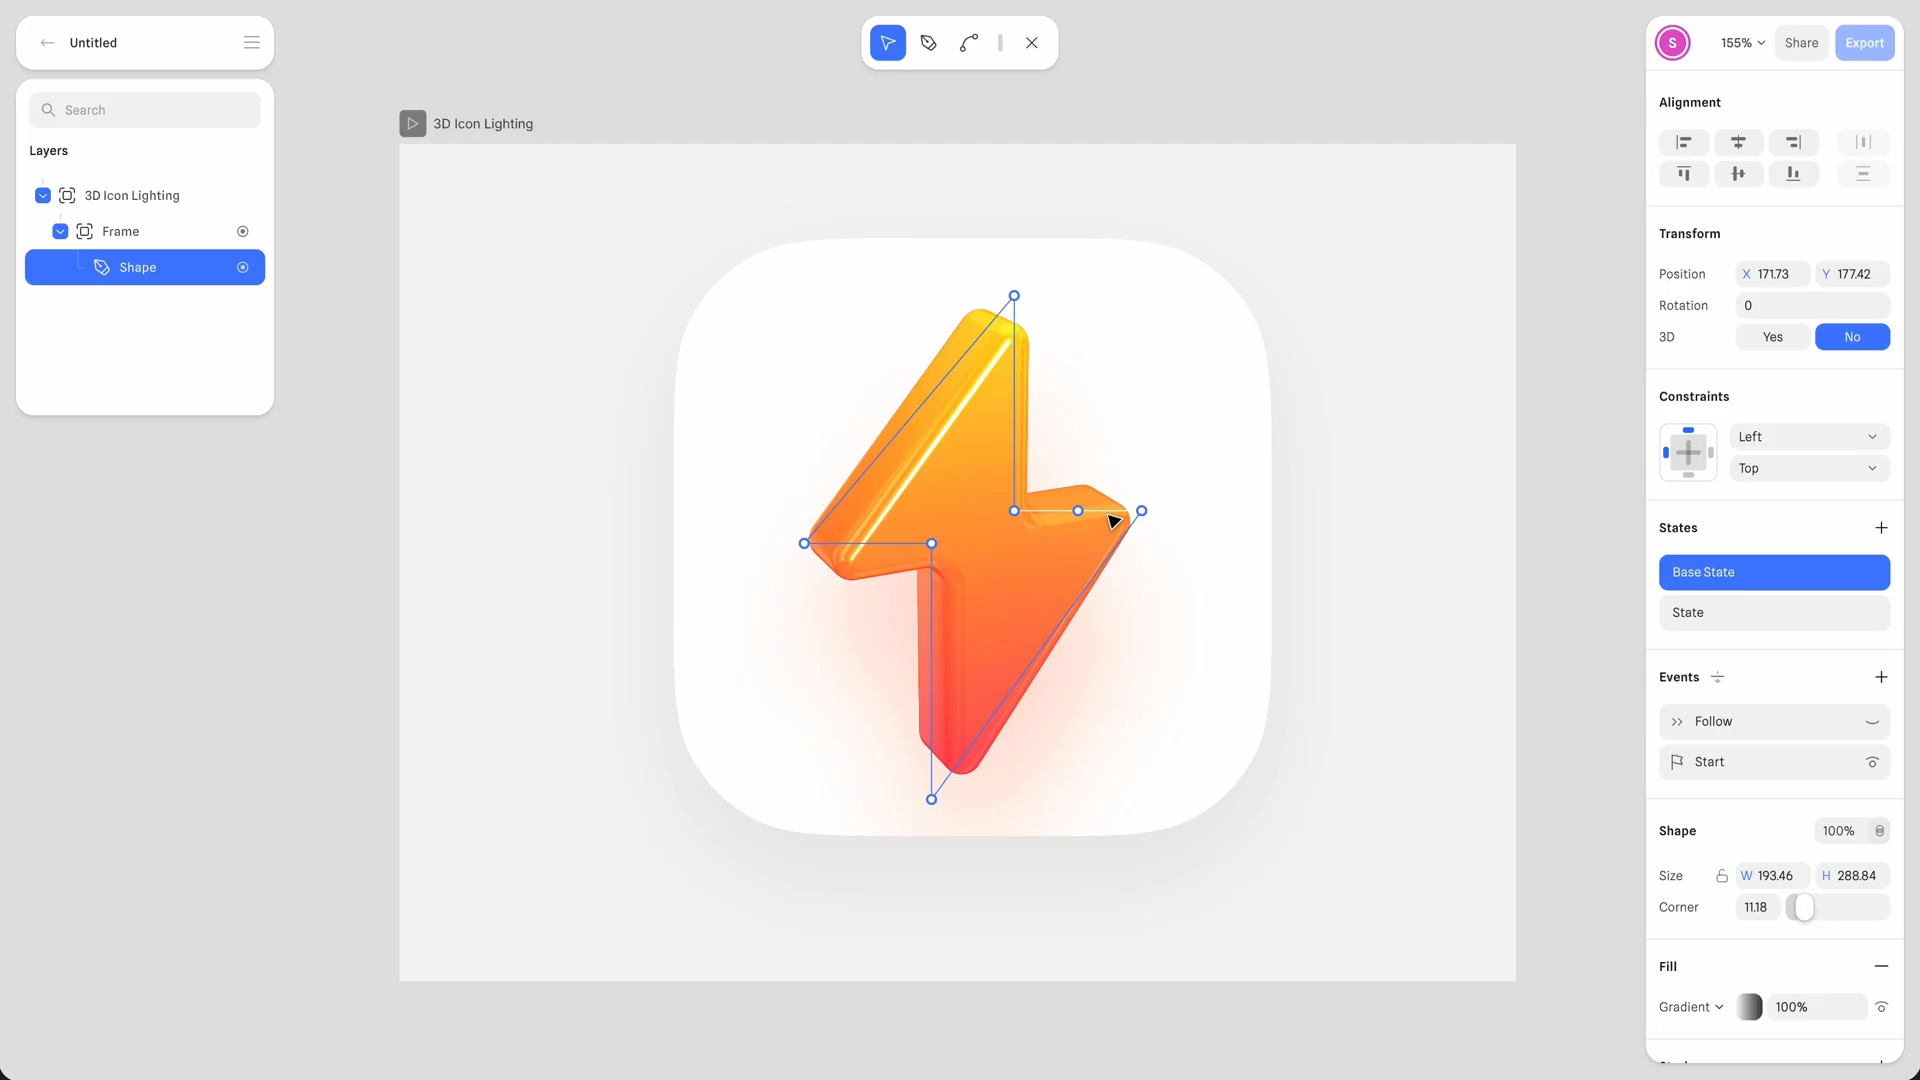 Untitled
Search
Layers
3D Icon Lighting
Frame
Shape
3D Icon Lighting
S
155%
Share
Export
Alignment
Transform
Position X 171.73 Y 177.42
Rotation 0
3D Yes No
Constraints
Left
Top
States
Base State
State
Events
Follow
Start
Shape 100%
Size W 193.46 H 288.84
Corner 11.18
Fill
Gradient 100%